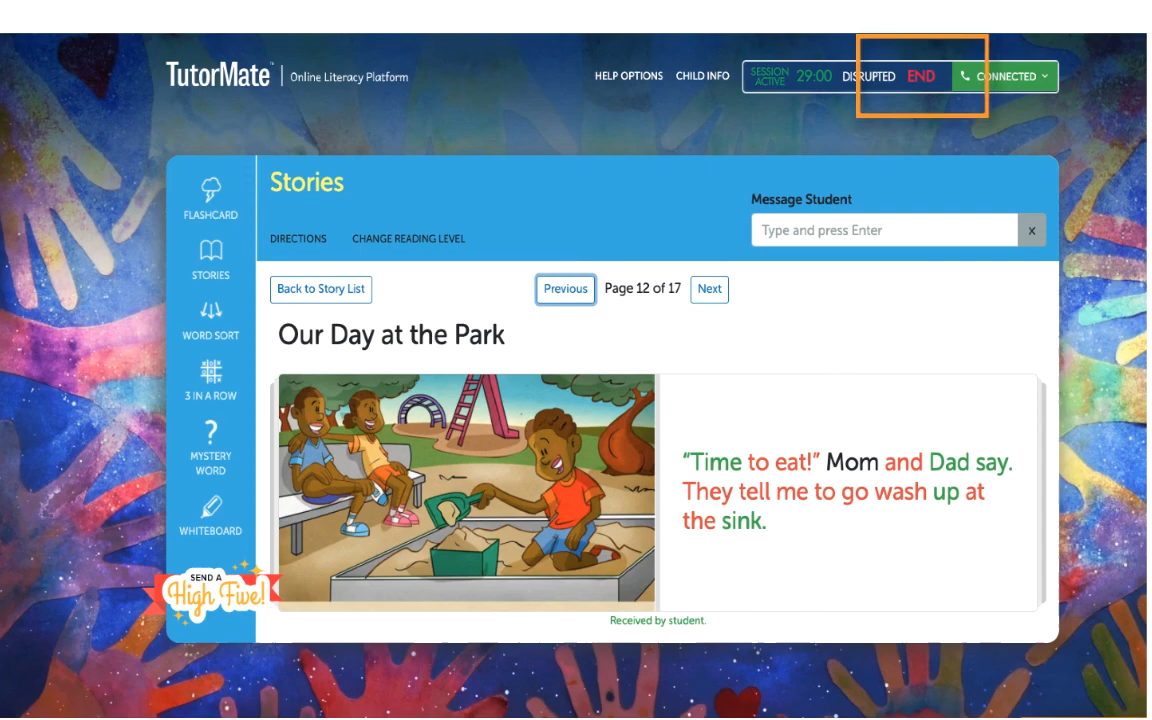 TutorMate™ | Online Literacy Platform
HELP OPTIONS CHILD INFO
SESSION ACTIVE 29:00 DISRUPTED END CONNECTED
FLASHCARD
STORIES
WORD SORT
3 IN A ROW
?
MYSTERY
WORD
WHITEBOARD
SEND A
High Five!
Stories
DIRECTIONS CHANGE READING LEVEL
Message Student
Type and press Enter X
Back to Story List
Previous Page 12 of 17 Next
Our Day at the Park
“Time to eat!” Mom and Dad say.
They tell me to go wash up at
the sink.
Received by student.